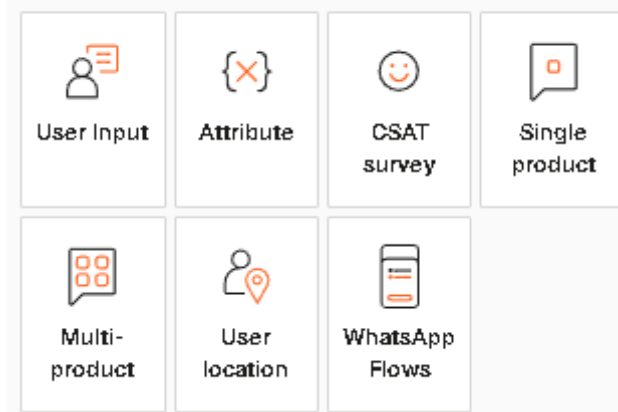 User Input
Attribute
CSAT
survey
Single
product
Multi-
product
User
location
WhatsApp
Flows